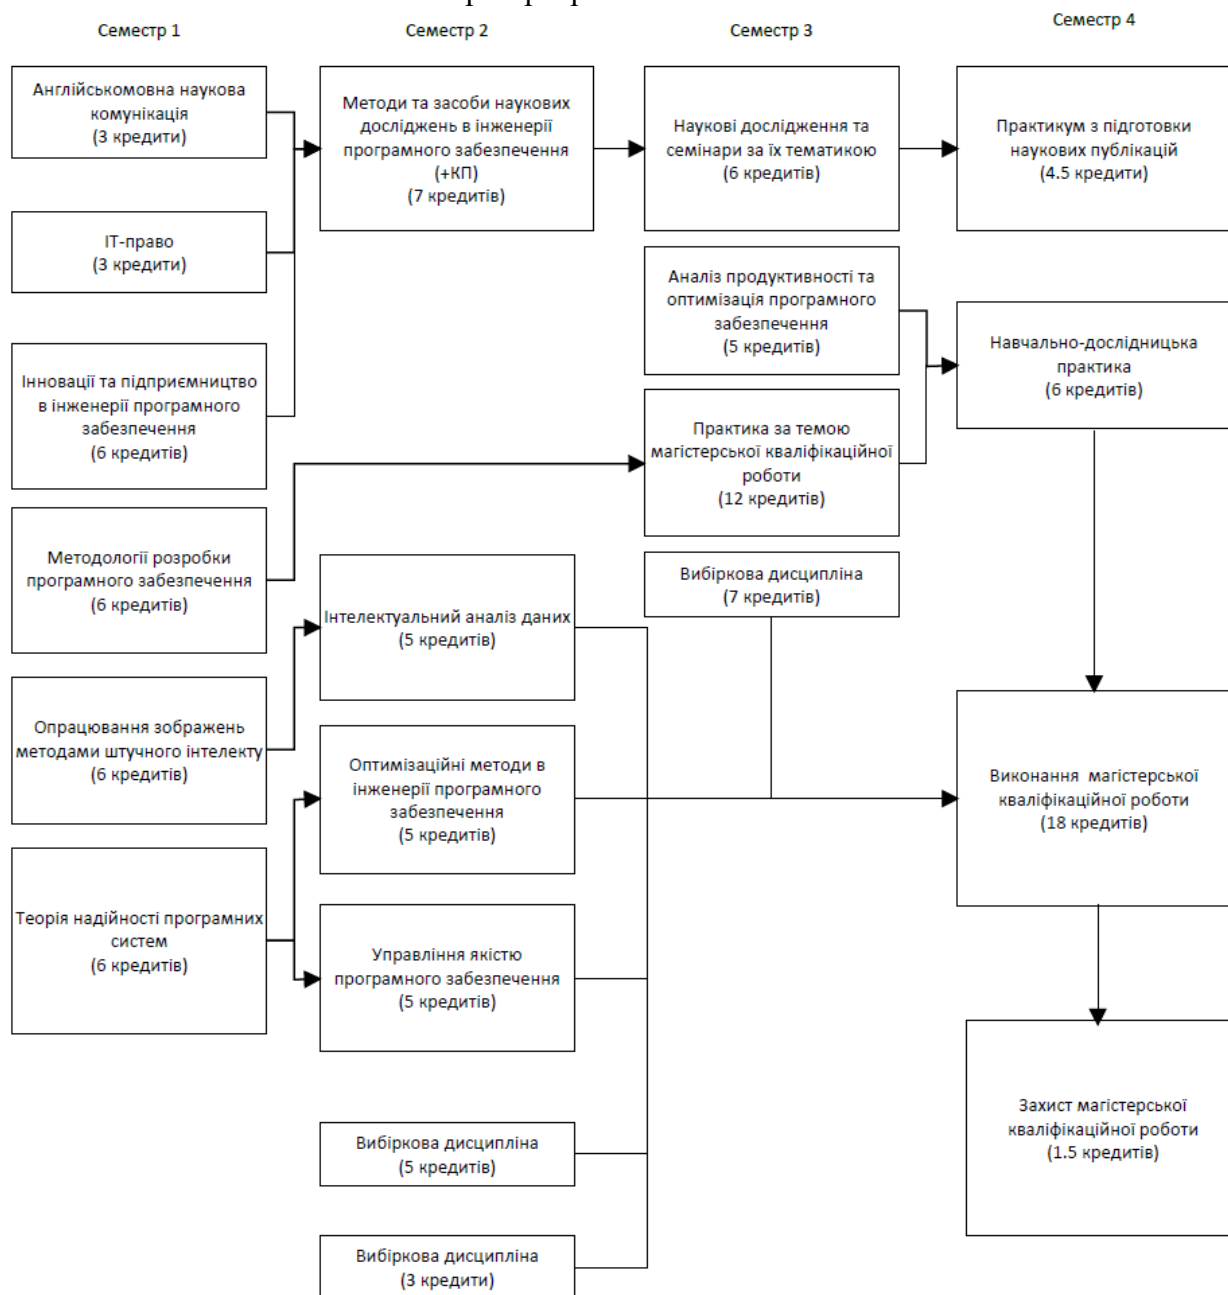 Семестр 1
Семестр 2
Семестр 3
Семестр 4
Англійськомовна наукова
комунікація
(3 кредити)
ІТ-право
(3 кредити)
Інновації та підприємництво
в інженерії програмного
забезпечення
(6 кредитів)
Методології розробки
програмного забезпечення
(6 кредитів)
Опрацювання зображень
методами штучного інтелекту
(6 кредитів)
Теорія надійності програмних
систем
(6 кредитів)
Методи та засоби наукових
досліджень в інженерії
програмного забезпечення
(+КП)
(7 кредитів)
Інтелектуальний аналіз даних
(5 кредитів)
Оптимізаційні методи в
інженерії програмного
забезпечення
(5 кредитів)
Управління якістю
програмного забезпечення
(5 кредитів)
Вибіркова дисципліна
(5 кредитів)
Вибіркова дисципліна
(3 кредити)
Наукові дослідження та
семінари за їх тематикою
(6 кредитів)
Аналіз продуктивності та
оптимізація програмного
забезпечення
(5 кредитів)
Практика за темою
магістерської кваліфікаційної
роботи
(12 кредитів)
Вибіркова дисципліна
(7 кредитів)
Практикум з підготовки
наукових публікацій
(4.5 кредити)
Навчально-дослідницька
практика
(6 кредитів)
Виконання магістерської
кваліфікаційної роботи
(18 кредитів)
Захист магістерської
кваліфікаційної роботи
(1.5 кредитів)